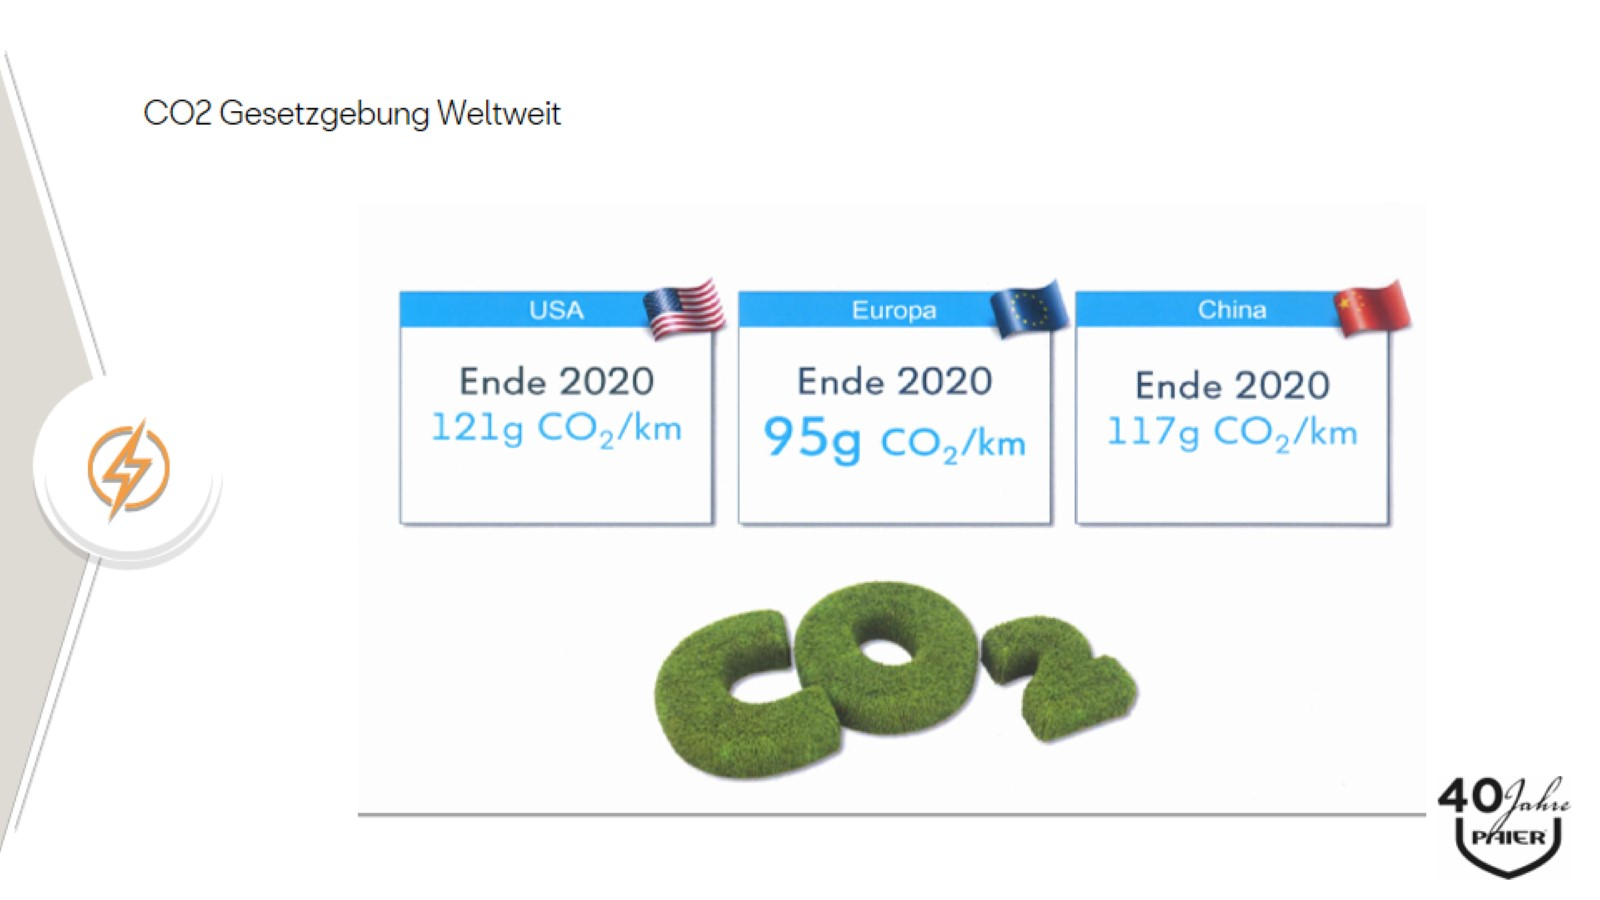 CO2 Gesetzgebung Weltweit
USA
Ende 2020
121g CO₂/km
Europa
Ende 2020
95g CO₂/km
China
Ende 2020
117g CO₂/km
CO2
40 Jahre
PAIER